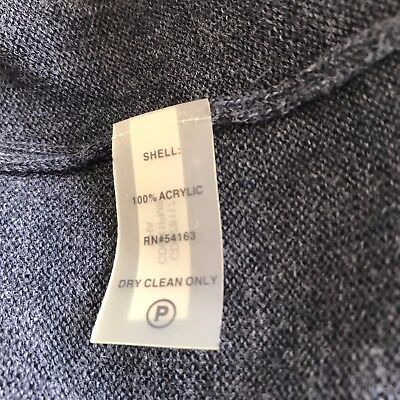 SHELL:
100% ACRYLIC
RN#54163
DRY CLEAN ONLY
P